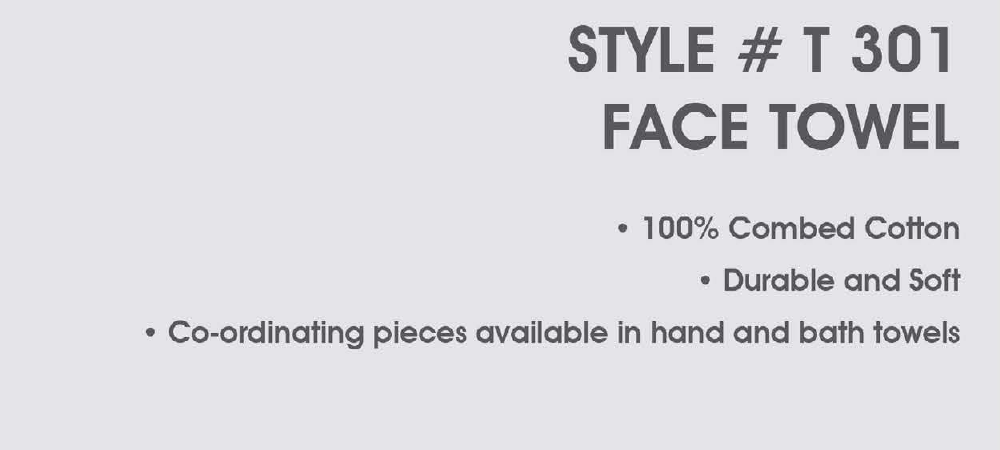 STYLE # T 301
FACE TOWEL
• 100% Combed Cotton
• Durable and Soft
• Co-ordinating pieces available in hand and bath towels